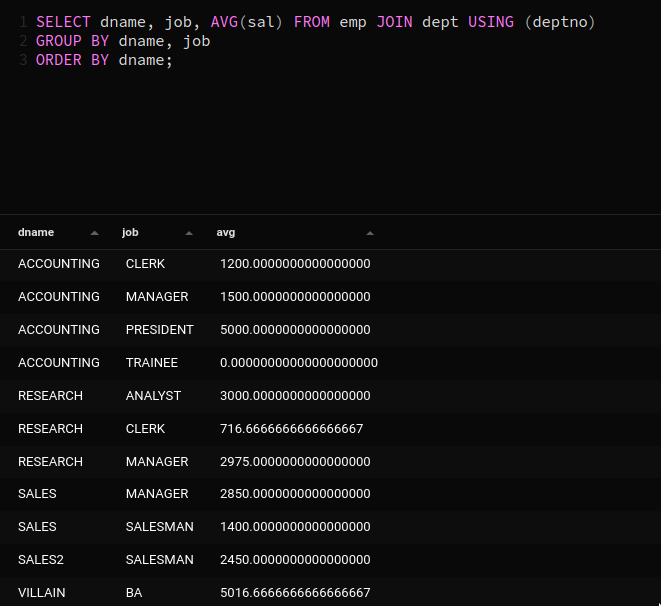 1 SELECT dname, job, AVG(sal) FROM emp JOIN dept USING (deptno)
2 GROUP BY dname, job
3 ORDER BY dname;
dname job avg
ACCOUNTING CLERK 1200.0000000000000000
ACCOUNTING MANAGER 1500.0000000000000000
ACCOUNTING PRESIDENT 5000.0000000000000000
ACCOUNTING TRAINEE 0.00000000000000000000
RESEARCH ANALYST 3000.0000000000000000
RESEARCH CLERK 716.6666666666666667
RESEARCH MANAGER 2975.0000000000000000
SALES MANAGER 2850.0000000000000000
SALES SALESMAN 1400.0000000000000000
SALES2 SALESMAN 2450.0000000000000000
VILLAIN BA 5016.6666666666666667